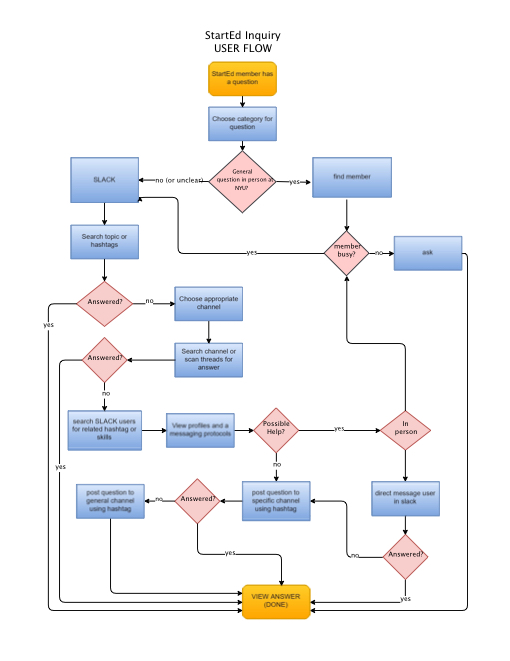 StartEd Inquiry
USER FLOW
StartEd member has
a question
Choose category for
question
General
question in person at
NYU?
no (or unclear)
yes
SLACK
find member
Search topic or
hashtags
member
busy?
yes
no
ask
Answered?
no
yes
Choose appropriate
channel
Search channel or
scan threads for
answer
Answered?
no
yes
search SLACK users
for related hashtag or
skills
View profiles and a
messaging protocols
Possible
Help?
yes
no
In
person
post question to
general channel
using hashtag
no
Answered?
yes
post question to
specific channel
using hashtag
direct message user
in slack
Answered?
no
yes
VIEW ANSWER
(DONE)